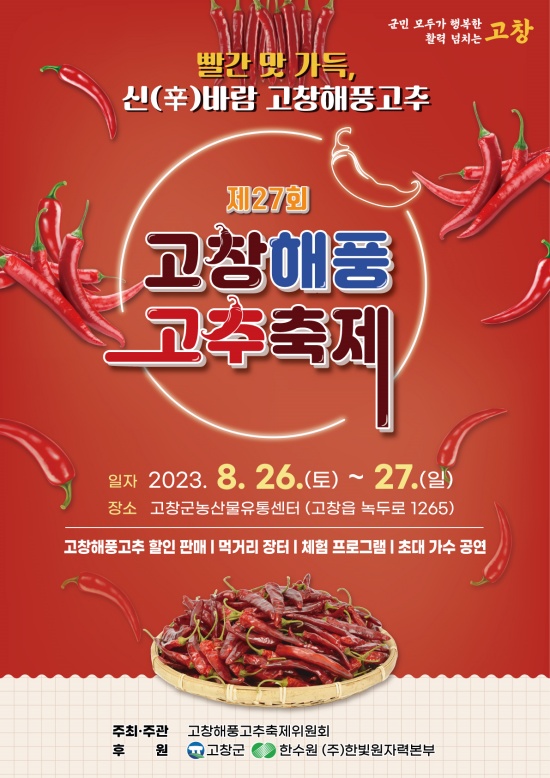 군민 모두가 행복한
활력 넘치는 고창
빨간 맛 가득,
신(辛)바람 고창해풍고추
제27회
고창해풍
고추축제
일자 2023. 8. 26.(토) ~ 27.(일)
장소 고창군농산물유통센터 (고창읍 녹두로 1265)
고창해풍고추 할인 판매 | 먹거리 장터 | 체험 프로그램 | 초대 가수 공연
주최·주관 고창해풍고추축제위원회
후 원 고창군 한수원 (주)한빛원자력본부